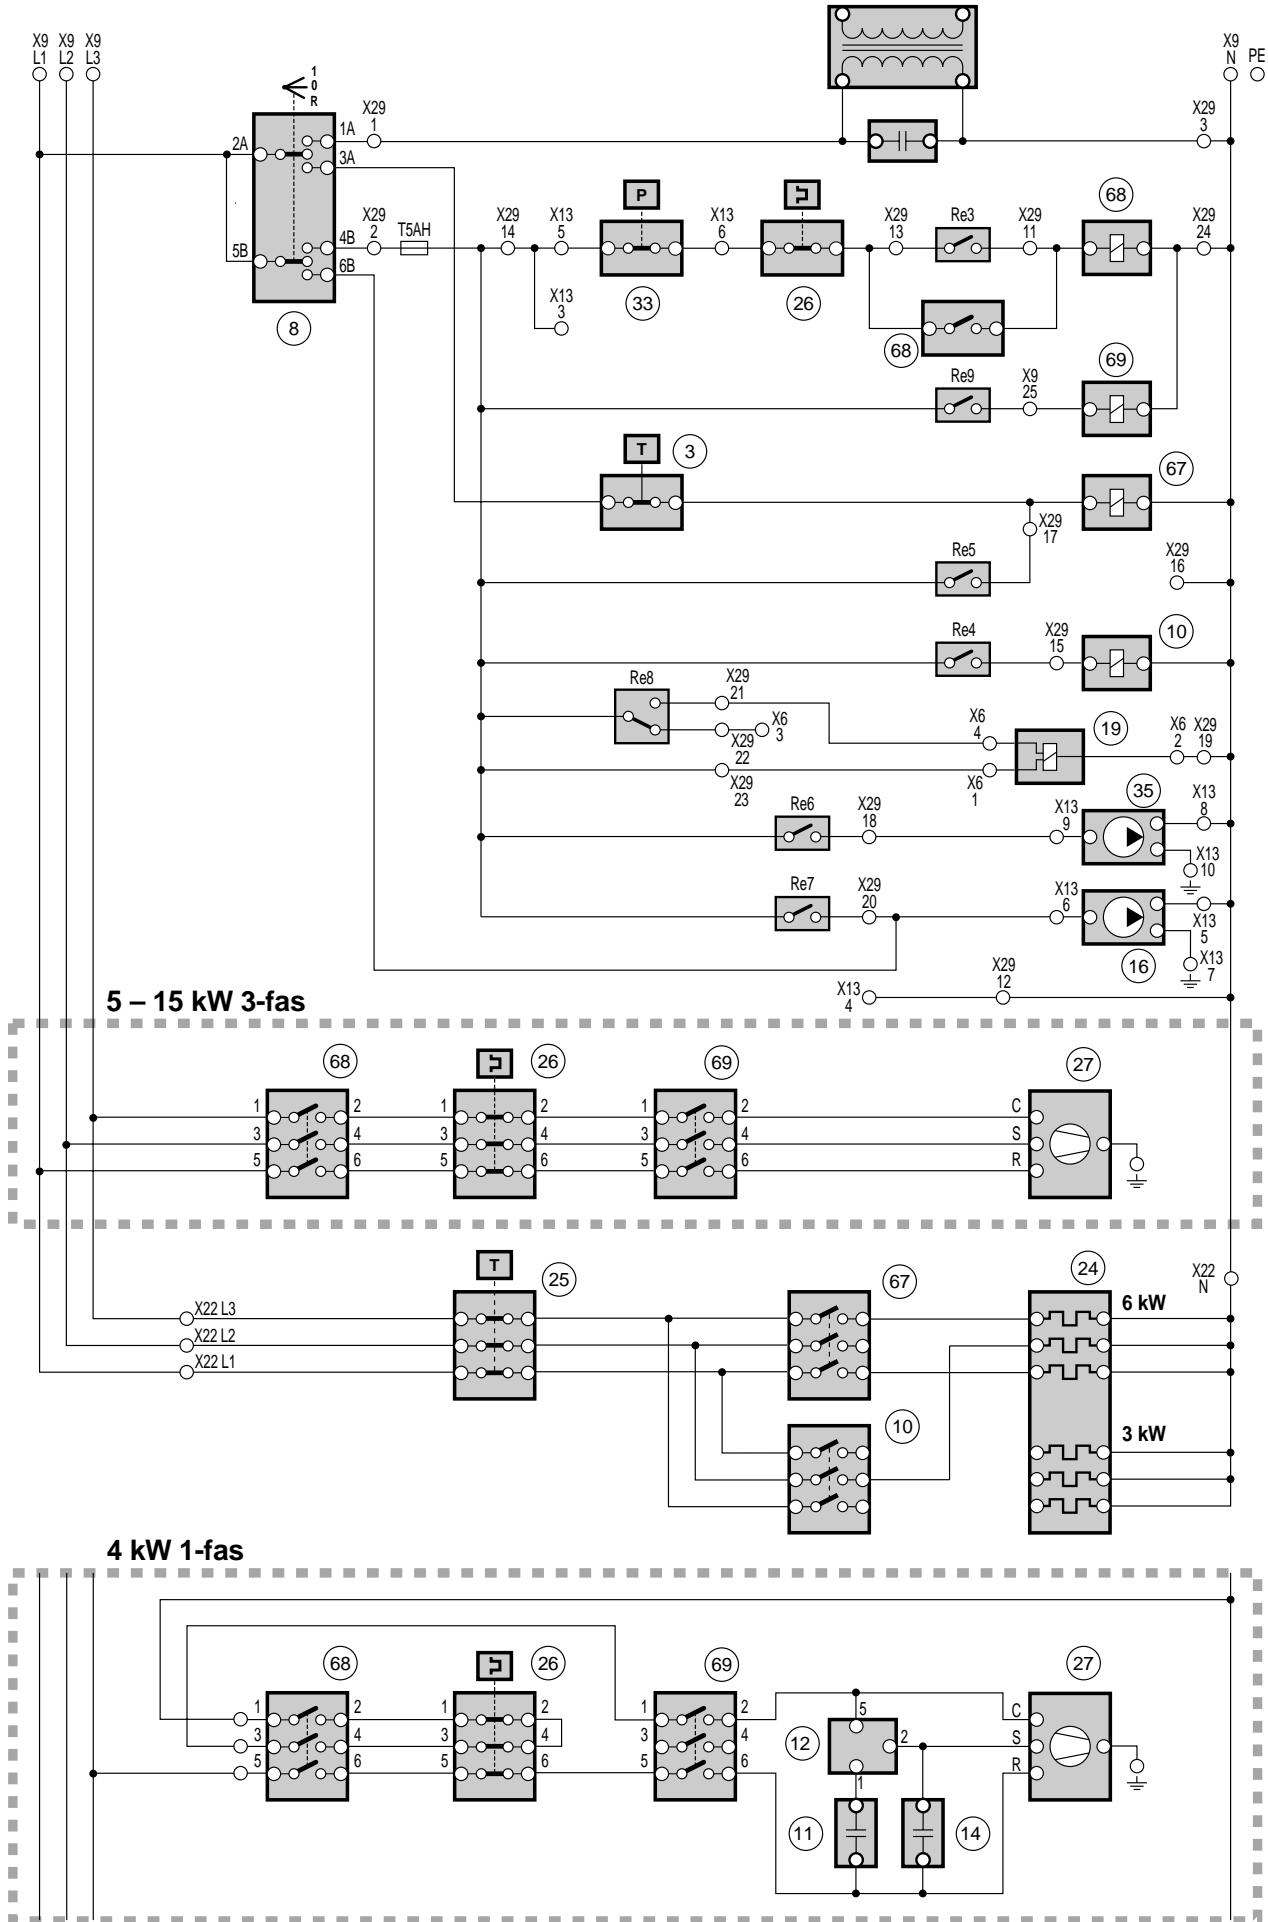 X9 X9 X9
L1 L2 L3
X9 PE
N
1
0
R
X29
1
X29
3
1A
2A
3A
P
68
X29
2
T5AH
X29
14
X13
5
X13
6
X29
13
Re3
X29
11
X29
24
4B
5B
6B
X13
3
33
26
8
68
69
Re9
X9
25
T
3
67
X29
17
Re5
X29
16
Re4
X29
15
10
Re8
X29
21
X6
3
X29
22
X29
23
X6
4
X6
1
19
X6 X29
2 19
35
Re6
X29
18
X13
9
X13
8
X13
10
Re7
X29
20
X13
6
X13
5
X13
7
16
X29
12
X13
4
5 – 15 kW 3-fas
68
26
69
27
1 2 1 2 1 2 C
3 4 3 4 3 4 S
5 6 5 6 5 6 R
T
25
67
24
X22
N
X22 L3
6 kW
X22 L2
X22 L1
10
3 kW
4 kW 1-fas
68
26
69
27
1 2 1 2 1 2 5 C
3 4 3 4 3 4 12 2 S
5 6 5 6 5 6 1 R
11
14